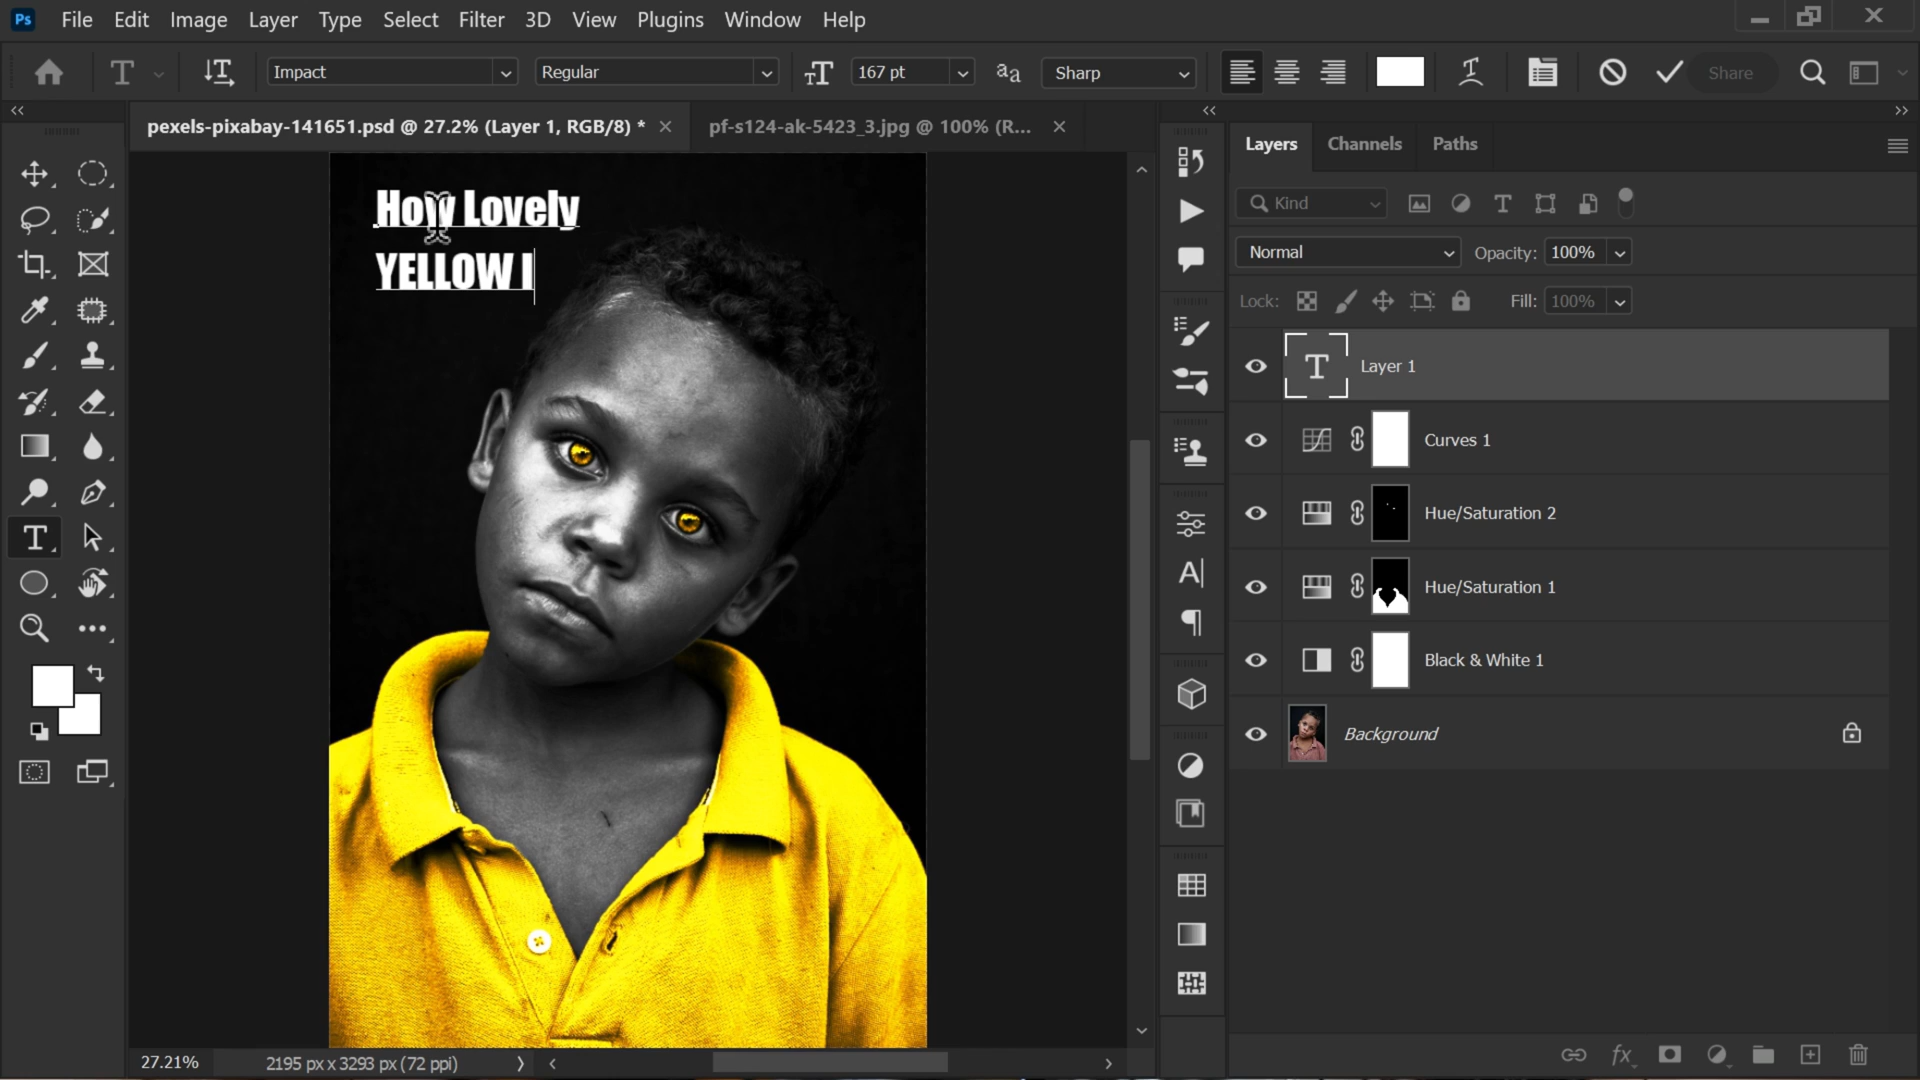 Ps File Edit Image Layer Type Select Filter 3D View Plugins Window Help
Impact Regular 167 pt Sharp Share
pexels-pixabay-141651.psd @ 27.2% (Layer 1, RGB/8) * pf-s124-ak-5423_3.jpg @ 100% (R...
Layers Channels Paths
Kind
Normal Opacity: 100%
Lock: Fill: 100%
How Lovely
YELLOW I
Layer 1
Curves 1
Hue/Saturation 2
Hue/Saturation 1
Black & White 1
Background
27.21% 2195 px x 3293 px (72 ppi)